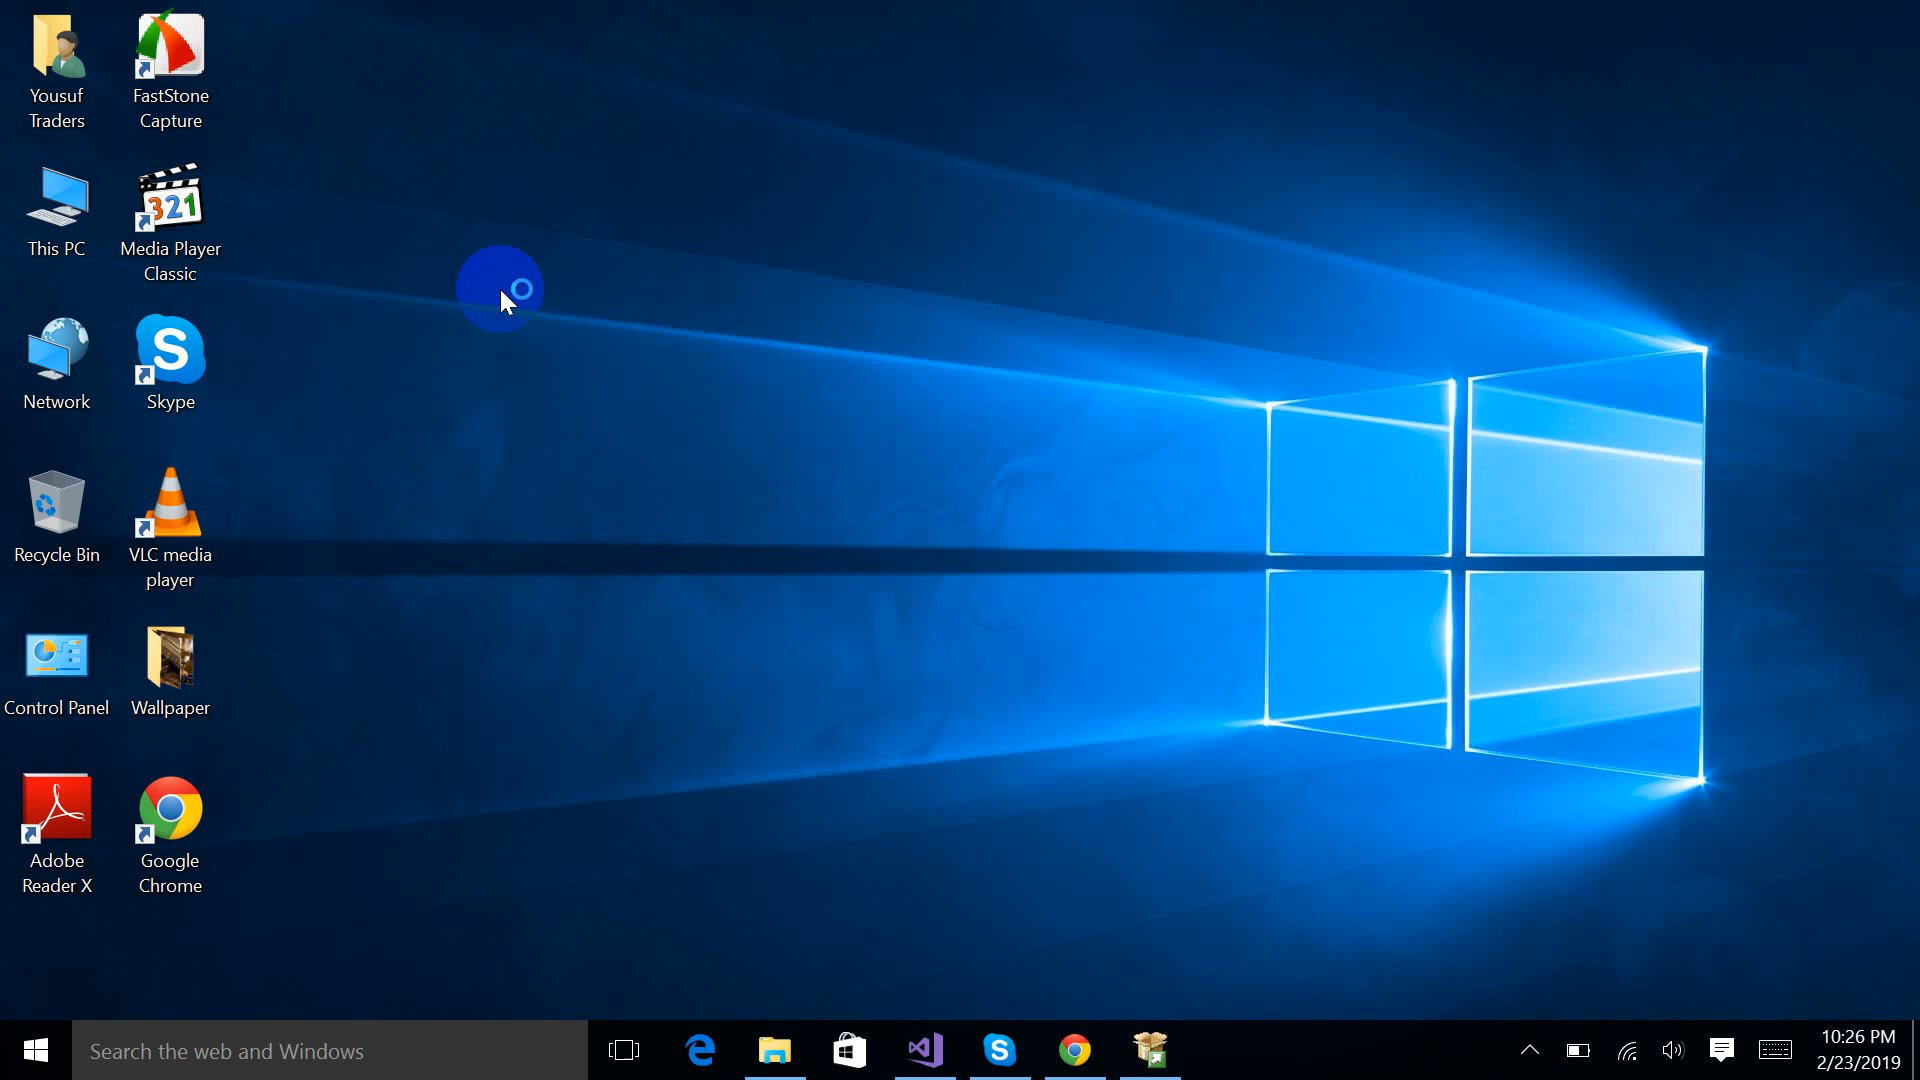 Yousuf
Traders
FastStone
Capture
This PC
321
Media Player
Classic
Network
S
Skype
Recycle Bin
VLC media
player
Control Panel
Wallpaper
Adobe
Reader X
Google
Chrome
Search the web and Windows
S
10:26 PM
2/23/2019